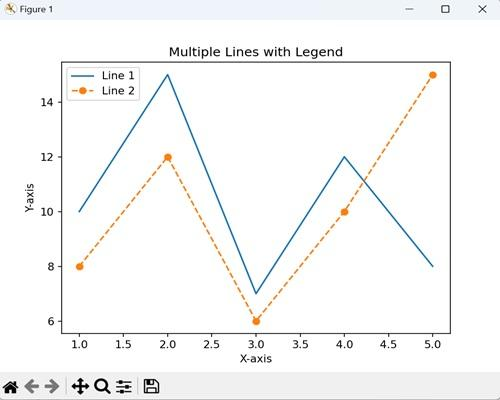 Figure 1
Multiple Lines with Legend
Line 1
Line 2
Y-axis
14
12
10
8
6
1.0 1.5 2.0 2.5 3.0 3.5 4.0 4.5 5.0
X-axis